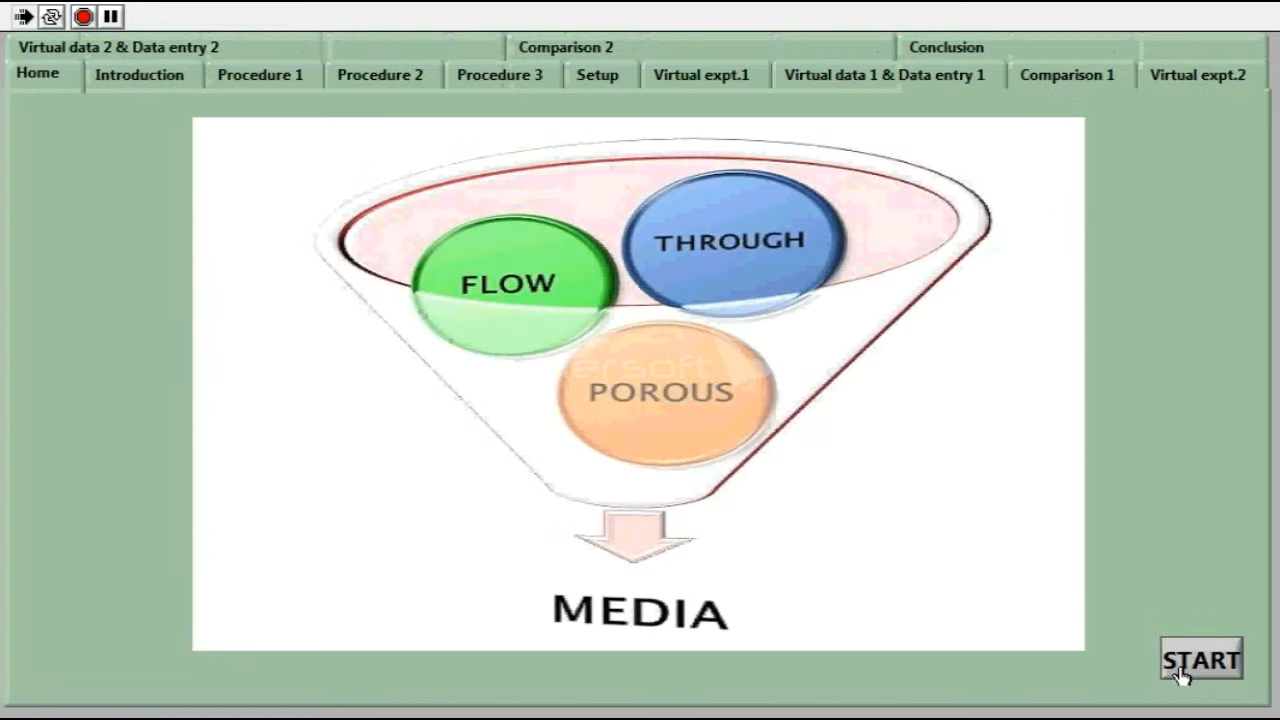 Virtual data 2 & Data entry 2 Comparison 2 Conclusion
Home Introduction Procedure 1 Procedure 2 Procedure 3 Setup Virtual expt.1 Virtual data 1 & Data entry 1 Comparison 1 Virtual expt.2
THROUGH
FLOW
ersoft
POROUS
MEDIA
START